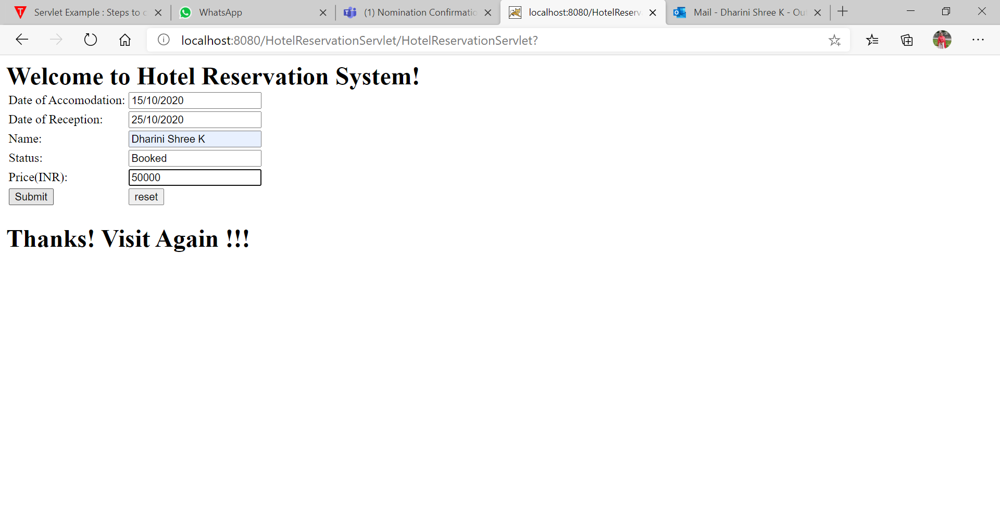 Servlet Example : Steps to c
WhatsApp
(1) Nomination Confirmatio
localhost:8080/HotelReserv
Mail - Dharini Shree K - Out
localhost:8080/HotelReservationServlet/HotelReservationServlet?
Welcome to Hotel Reservation System!
Date of Accomodation: 15/10/2020
Date of Reception: 25/10/2020
Name: Dharini Shree K
Status: Booked
Price(INR): 50000
Submit reset
Thanks! Visit Again !!!